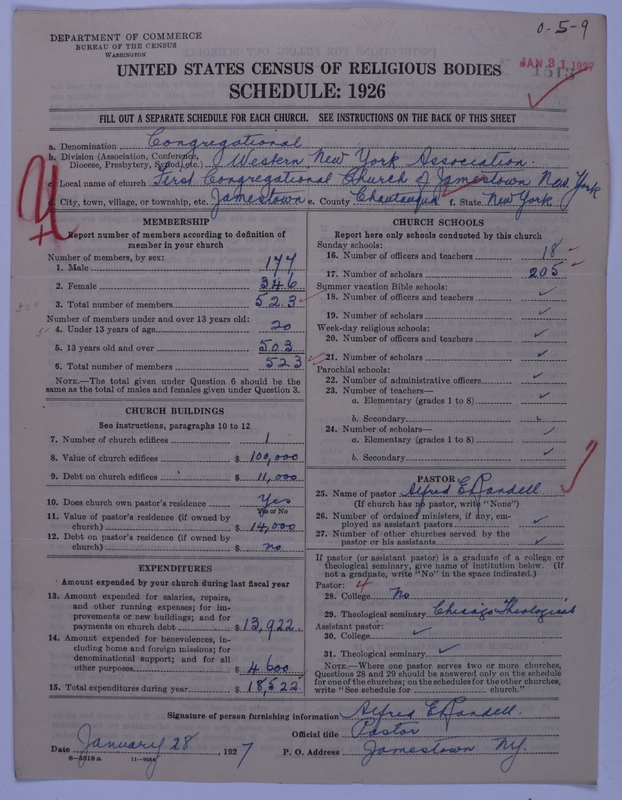 O-5-9
DEPARTMENT OF COMMERCE
BUREAU OF THE CENSUS
WASHINGTON
JAN 31 1927
1513
UNITED STATES CENSUS OF RELIGIOUS BODIES
SCHEDULE: 1926
FILL OUT A SEPARATE SCHEDULE FOR EACH CHURCH. SEE INSTRUCTIONS ON THE BACK OF THIS SHEET
a. Denomination Congregational
b. Division (Association, Conference, Diocese, Presbytery, Synod, etc.) Western New York Association.
c. Local name of church First Congregational Church of Jamestown New York
d. City, town, village, or township, etc. Jamestown e. County Chautauqua f. State New York
MEMBERSHIP
Report number of members according to definition of
member in your church
Number of members, by sex:
1. Male 177
2. Female 346
3. Total number of members 523
Number of members under and over 13 years old:
4. Under 13 years of age 20
5. 13 years old and over 503
6. Total number of members 523
NOTE.—The total given under Question 6 should be the
same as the total of males and females given under Question 3.
CHURCH BUILDINGS
See instructions, paragraphs 10 to 12
7. Number of church edifices 1
8. Value of church edifices $ 100,000
9. Debt on church edifices $ 11,000
10. Does church own pastor's residence Yes
Yes or No
11. Value of pastor's residence (if owned by
church) $ 14,000
12. Debt on pastor's residence (if owned by
church) $ no
EXPENDITURES
Amount expended by your church during last fiscal year
13. Amount expended for salaries, repairs,
and other running expenses; for im-
provements or new buildings; and for
payments on church debt $ 13,922
14. Amount expended for benevolences, in-
cluding home and foreign missions; for
denominational support; and for all
other purposes $ 4600
15. Total expenditures during year $ 18,522
CHURCH SCHOOLS
Report here only schools conducted by this church
Sunday schools:
16. Number of officers and teachers 18
17. Number of scholars 205
Summer vacation Bible schools:
18. Number of officers and teachers
19. Number of scholars
Week-day religious schools:
20. Number of officers and teachers
21. Number of scholars
Parochial schools:
22. Number of administrative officers
23. Number of teachers—
a. Elementary (grades 1 to 8)
b. Secondary
24. Number of scholars—
a. Elementary (grades 1 to 8)
b. Secondary
PASTOR
25. Name of pastor Alfred E Randell
(If church has no pastor, write "None")
26. Number of ordained ministers, if any, em-
ployed as assistant pastors
27. Number of other churches served by the
pastor or his assistants
If pastor (or assistant pastor) is a graduate of a college or
theological seminary, give name of institution below. (If
not a graduate, write "No" in the space indicated.)
Pastor: 4
28. College No
29. Theological seminary Chicago Theological
Assistant pastor:
30. College
31. Theological seminary
NOTE.—Where one pastor serves two or more churches,
Questions 28 and 29 should be answered only on the schedule
for one of the churches; on the schedules for the other churches,
write "See schedule for church."
Signature of person furnishing information Alfred E Randell.
Official title Pastor
Date January 28, 1927 P. O. Address Jamestown N.Y.
8-5518 a